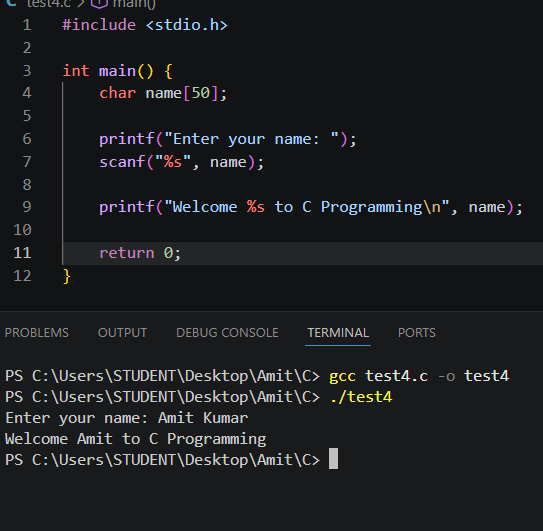 test4.c > main()
1 #include <stdio.h>
2
3 int main() {
4 char name[50];
5
6 printf("Enter your name: ");
7 scanf("%s", name);
8
9 printf("Welcome %s to C Programming\n", name);
10
11 return 0;
12 }
PROBLEMS OUTPUT DEBUG CONSOLE TERMINAL PORTS
PS C:\Users\STUDENT\Desktop\Amit\C> gcc test4.c -o test4
PS C:\Users\STUDENT\Desktop\Amit\C> ./test4
Enter your name: Amit Kumar
Welcome Amit to C Programming
PS C:\Users\STUDENT\Desktop\Amit\C>